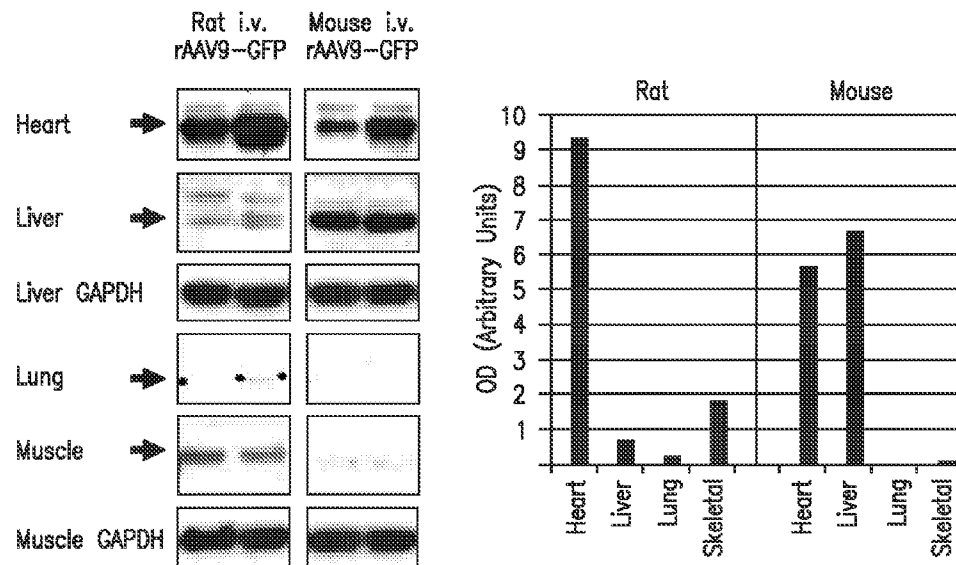 Rat i.v. Mouse i.v.
rAAV9-GFP rAAV9-GFP
Heart
Liver
Liver GAPDH
Lung
Muscle
Muscle GAPDH
Rat Mouse
OD (Arbitrary Units)
10
9
8
7
6
5
4
3
2
1
Heart Liver Lung Skeletal Heart Liver Lung Skeletal